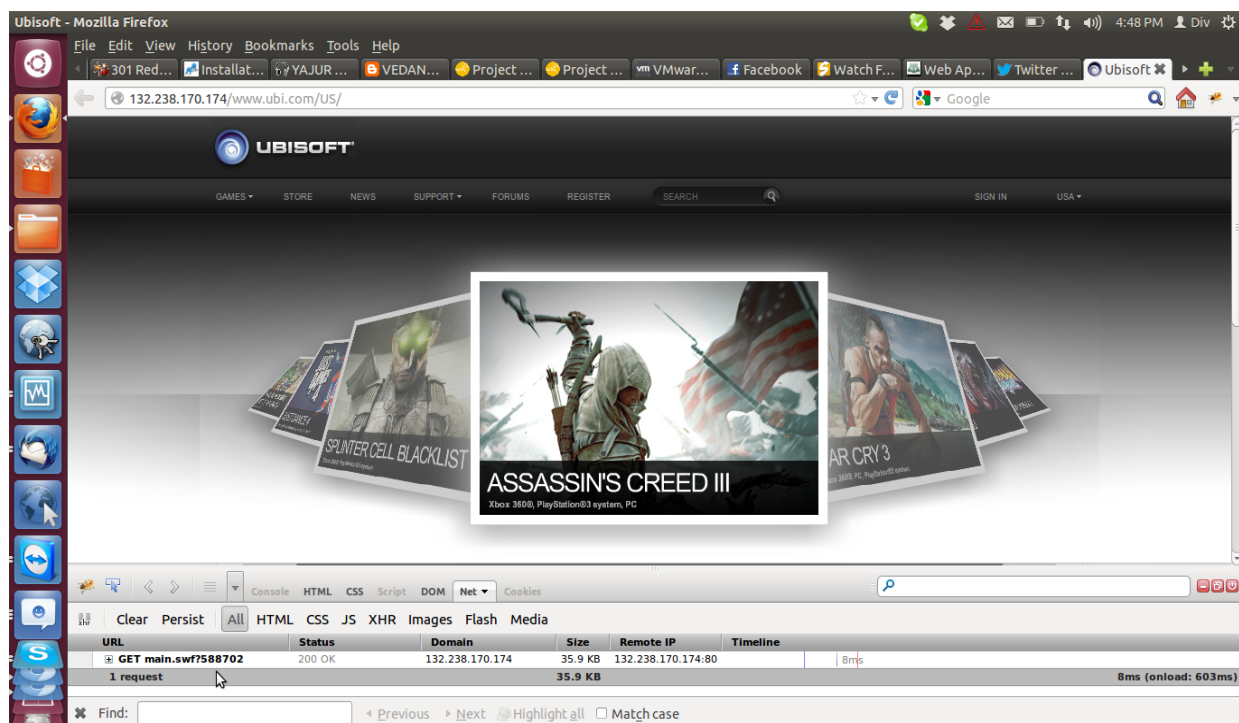 Ubisoft - Mozilla Firefox 4:48 PM Div
File Edit View History Bookmarks Tools Help
301 Red... Installat... YAJUR ... VEDAN... Project ... Project ... VMwar... Facebook Watch F... Web Ap... Twitter ... Ubisoft
132.238.170.174/www.ubi.com/US/ Google
UBISOFT
GAMES STORE NEWS SUPPORT FORUMS REGISTER SEARCH SIGN IN USA
SPLINTER CELL BLACKLIST
AR CRY 3
ASSASSIN'S CREED III
Xbox 360®, PlayStation®3 system, PC
Console HTML CSS Script DOM Net Cookies
Clear Persist All HTML CSS JS XHR Images Flash Media
URL Status Domain Size Remote IP Timeline
GET main.swf?588702 200 OK 132.238.170.174 35.9 KB 132.238.170.174:80 8ms
1 request 35.9 KB 8ms (onload: 603ms)
Find: Previous Next Highlight all Match case